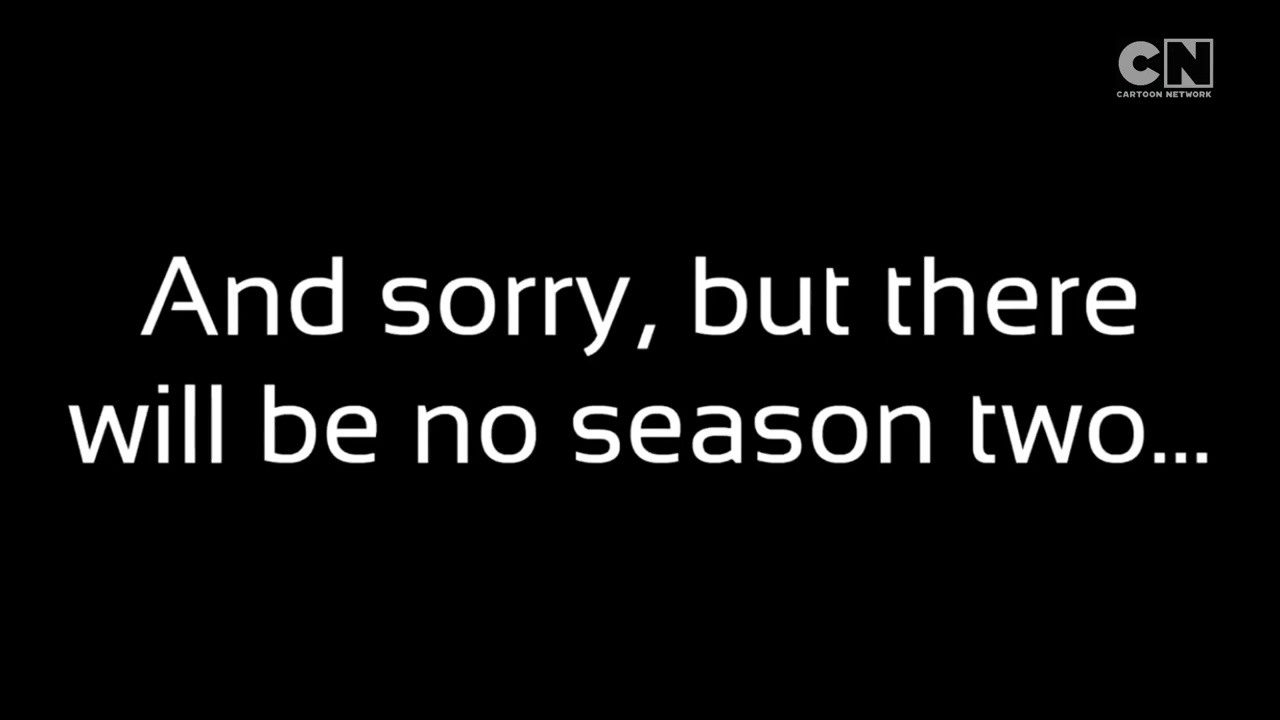 CN
CARTOON NETWORK
And sorry, but there
will be no season two...